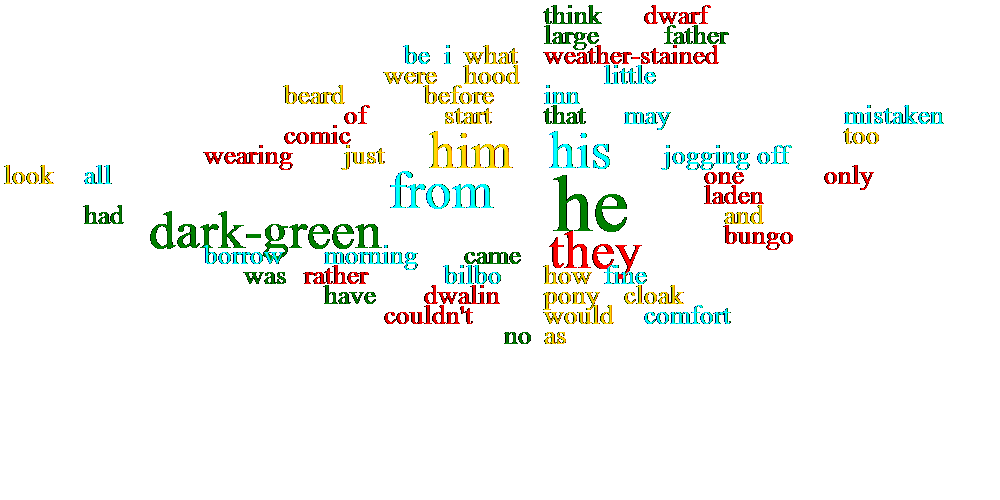 think dwarf
large father
be i what weather-stained
were hood little
beard before inn
of start that may mistaken
comic too
wearing just him his jogging off
look all from one only
he laden
had and
dark-green they bungo
borrow morning came
was rather bilbo how fine
have dwalin pony cloak
couldn't would comfort
no as